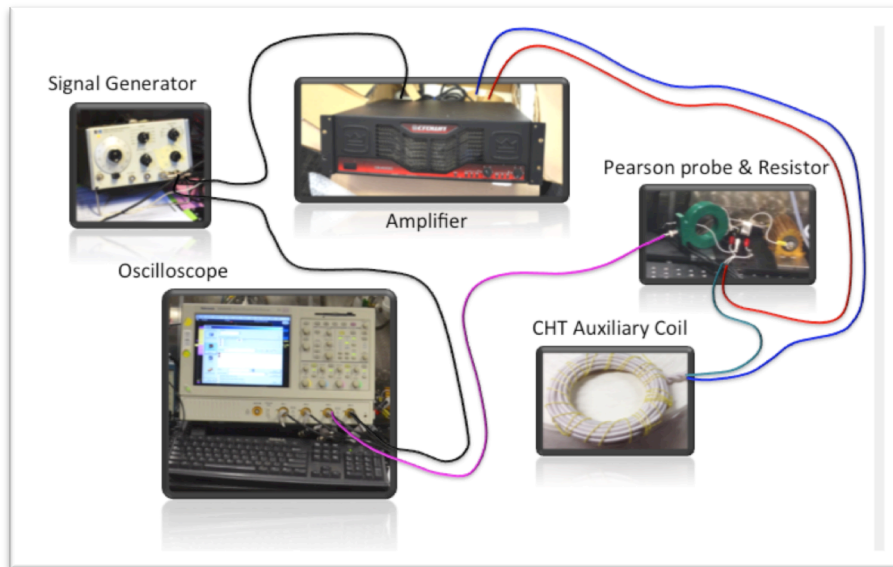 Signal Generator
Amplifier
Pearson probe & Resistor
Oscilloscope
CHT Auxiliary Coil